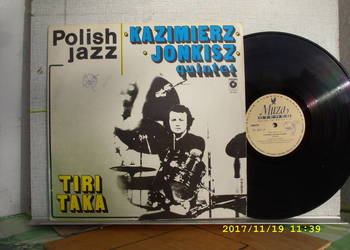 Polish
jazz
KAZIMIERZ
JONKISZ
quintet
TIRI
TAKA
Muza
2017/11/19 11:39